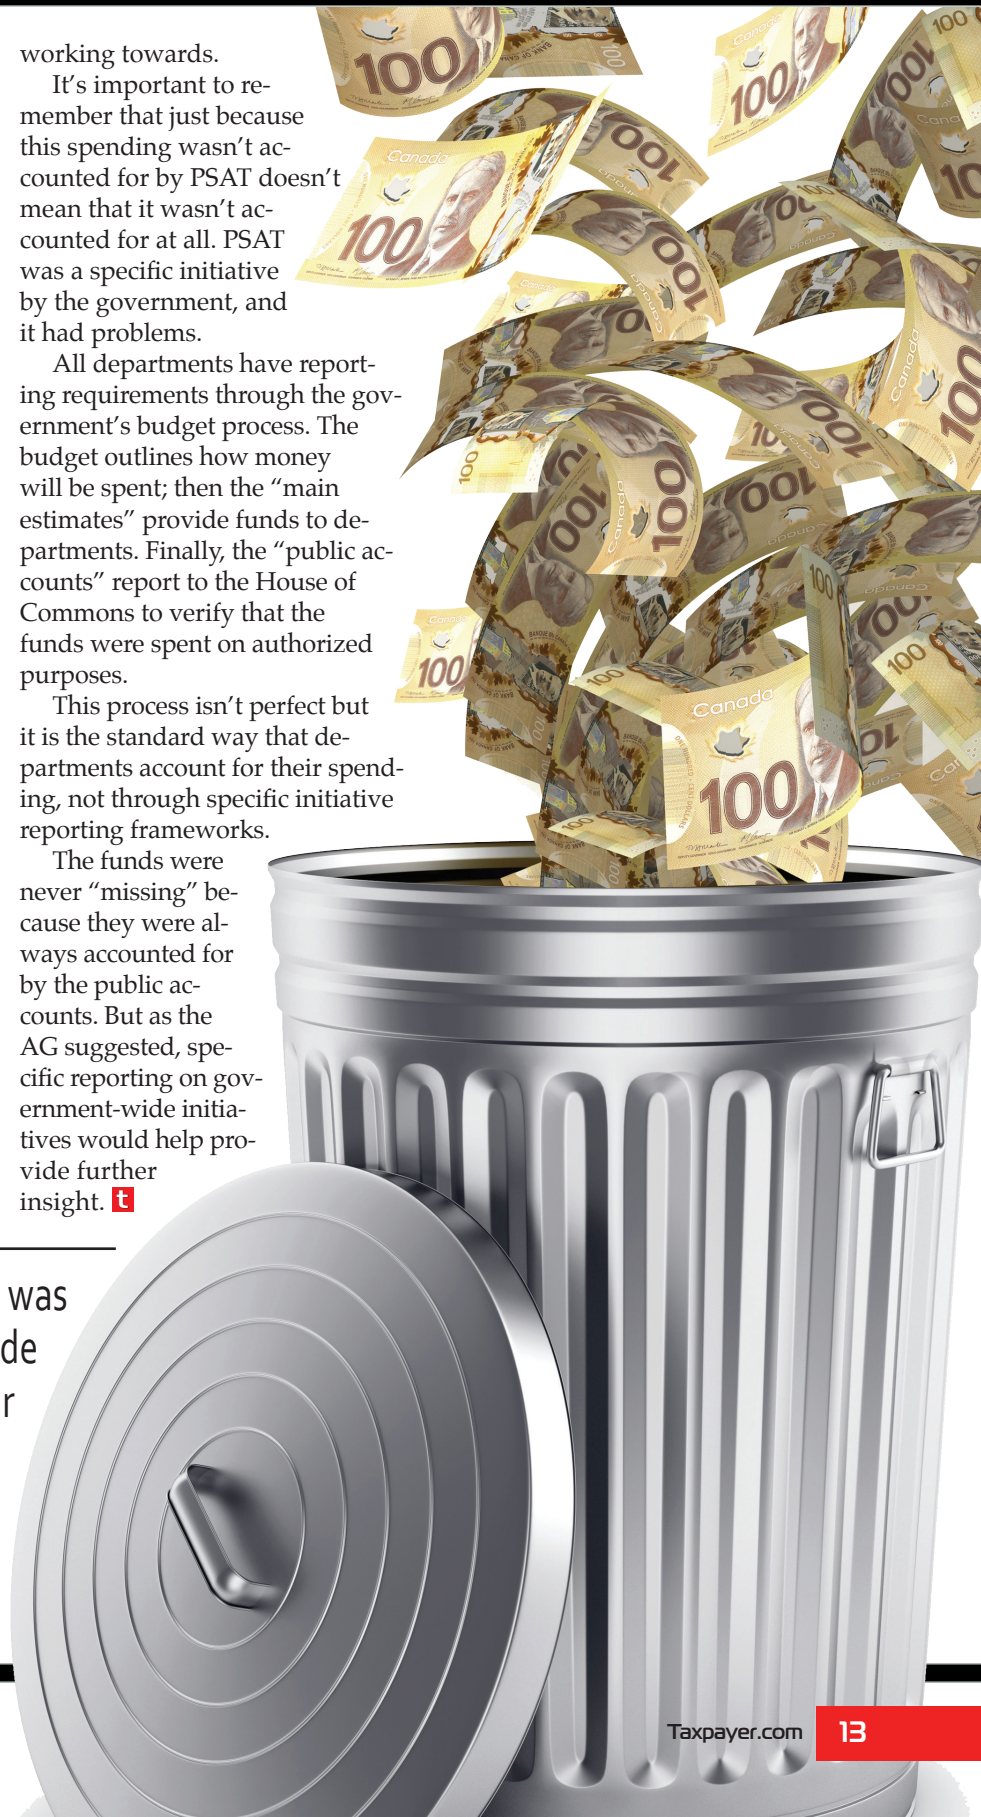 working towards.
It's important to re-
member that just because
this spending wasn't ac-
counted for by PSAT doesn't
mean that it wasn't ac-
counted for at all. PSAT
was a specific initiative
by the government, and
it had problems.
All departments have report-
ing requirements through the gov-
ernment's budget process. The
budget outlines how money
will be spent; then the “main
estimates” provide funds to de-
partments. Finally, the “public ac-
counts” report to the House of
Commons to verify that the
funds were spent on authorized
purposes.
This process isn't perfect but
it is the standard way that de-
partments account for their spend-
ing, not through specific initiative
reporting frameworks.
The funds were
never “missing” be-
cause they were al-
ways accounted for
by the public ac-
counts. But as the
AG suggested, spe-
cific reporting on gov-
ernment-wide initia-
tives would help pro-
vide further
insight. t
was
de
r
Canada
100
Canada
100
Taxpayer.com 13